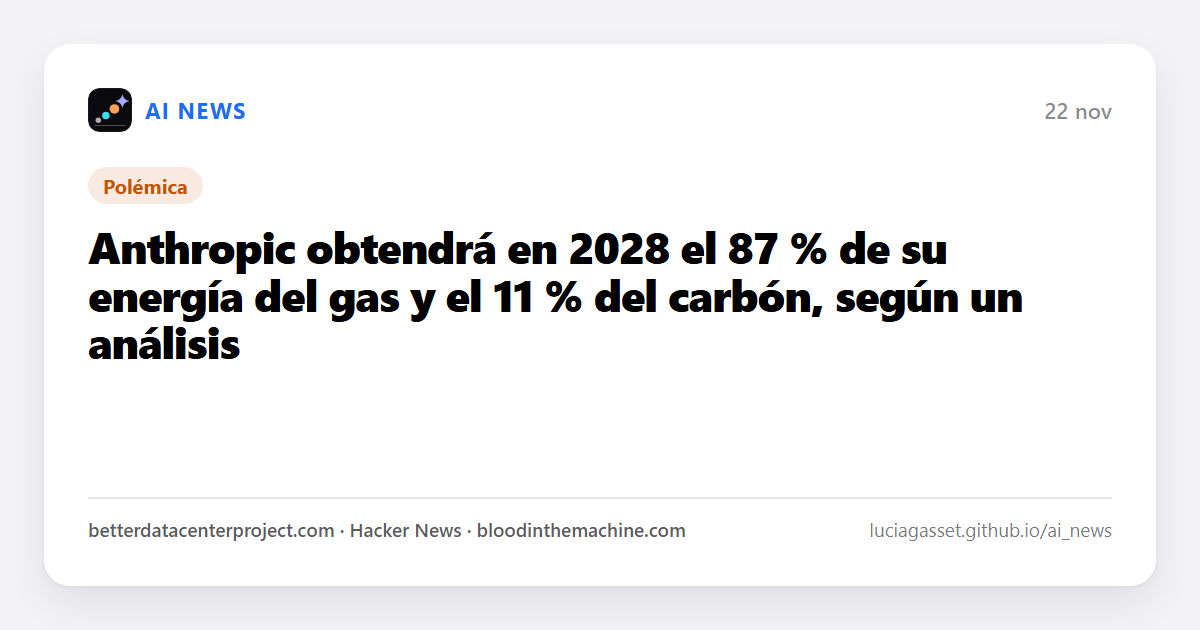 AI NEWS
22 nov
Polémica
Anthropic obtendrá en 2028 el 87 % de su
energía del gas y el 11 % del carbón, según un
análisis
betterdatacenterproject.com · Hacker News · bloodinthemachine.com
luciagasset.github.io/ai_news